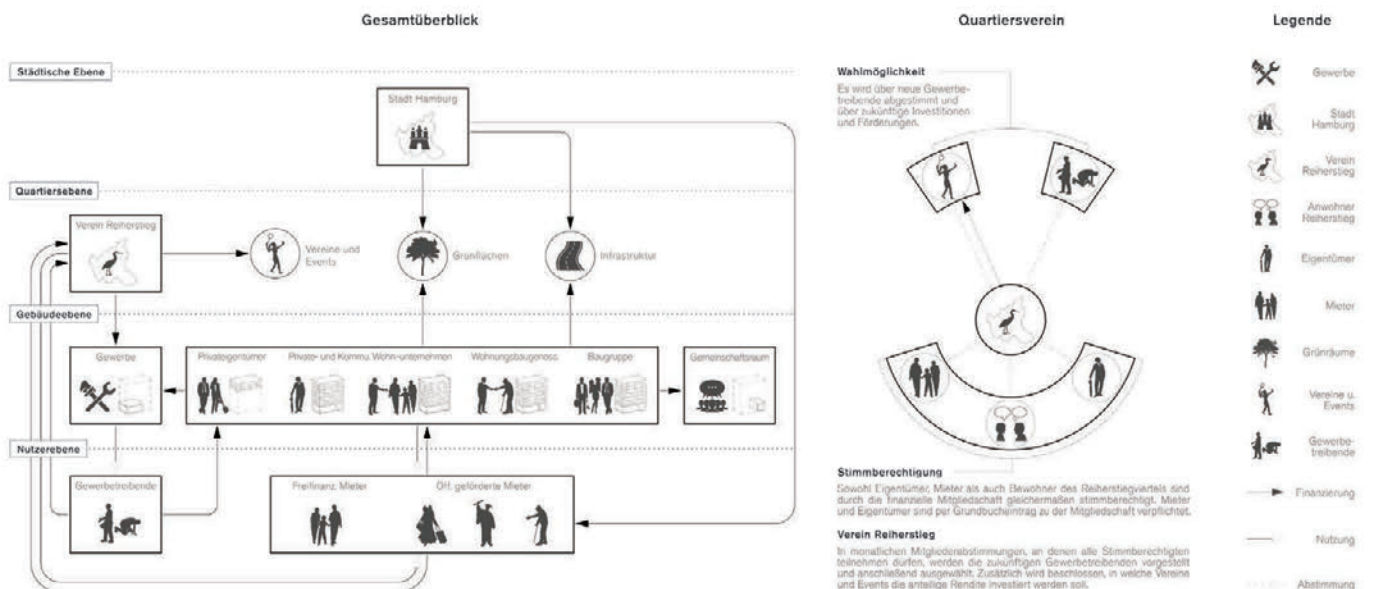 Gesamtüberblick
Städtische Ebene
Stadt Hamburg
Quartiersebene
Verein Reiherstieg
Vereine und
Events
Grünflächen
Infrastruktur
Gebäudeebene
Gewerbe
Privateigentümer
Private- und Kommu. Wohn-unternehmen
Wohnungsbaugenoss.
Baugruppe
Gemeinschaftsraum
Nutzerebene
Gewerbetreibende
Freifinanz. Mieter
Öff. geförderte Mieter
Quartiersverein
Wahlmöglichkeit
Es wird über neue Gewerbe-
treibende abgestimmt und
über zukünftige Investitionen
und Förderungen.
Stimmberechtigung
Sowohl Eigentümer, Mieter als auch Bewohner des Reiherstiegviertels sind
durch die finanzielle Mitgliedschaft gleichermaßen stimmberechtigt. Mieter
und Eigentümer sind per Grundbucheintrag zu der Mitgliedschaft verpflichtet.
Verein Reiherstieg
In monatlichen Mitgliederabstimmungen, an denen alle Stimmberechtigten
teilnehmen dürfen, werden die zukünftigen Gewerbetreibenden vorgestellt
und anschließend ausgewählt. Zusätzlich wird beschlossen, in welche Vereine
und Events die anteilige Rendite investiert werden soll.
Legende
Gewerbe
Stadt
Hamburg
Verein
Reiherstieg
Anwohner
Reiherstieg
Eigentümer
Mieter
Grünräume
Vereine u.
Events
Gewerbe-
treibende
Finanzierung
Nutzung
Abstimmung